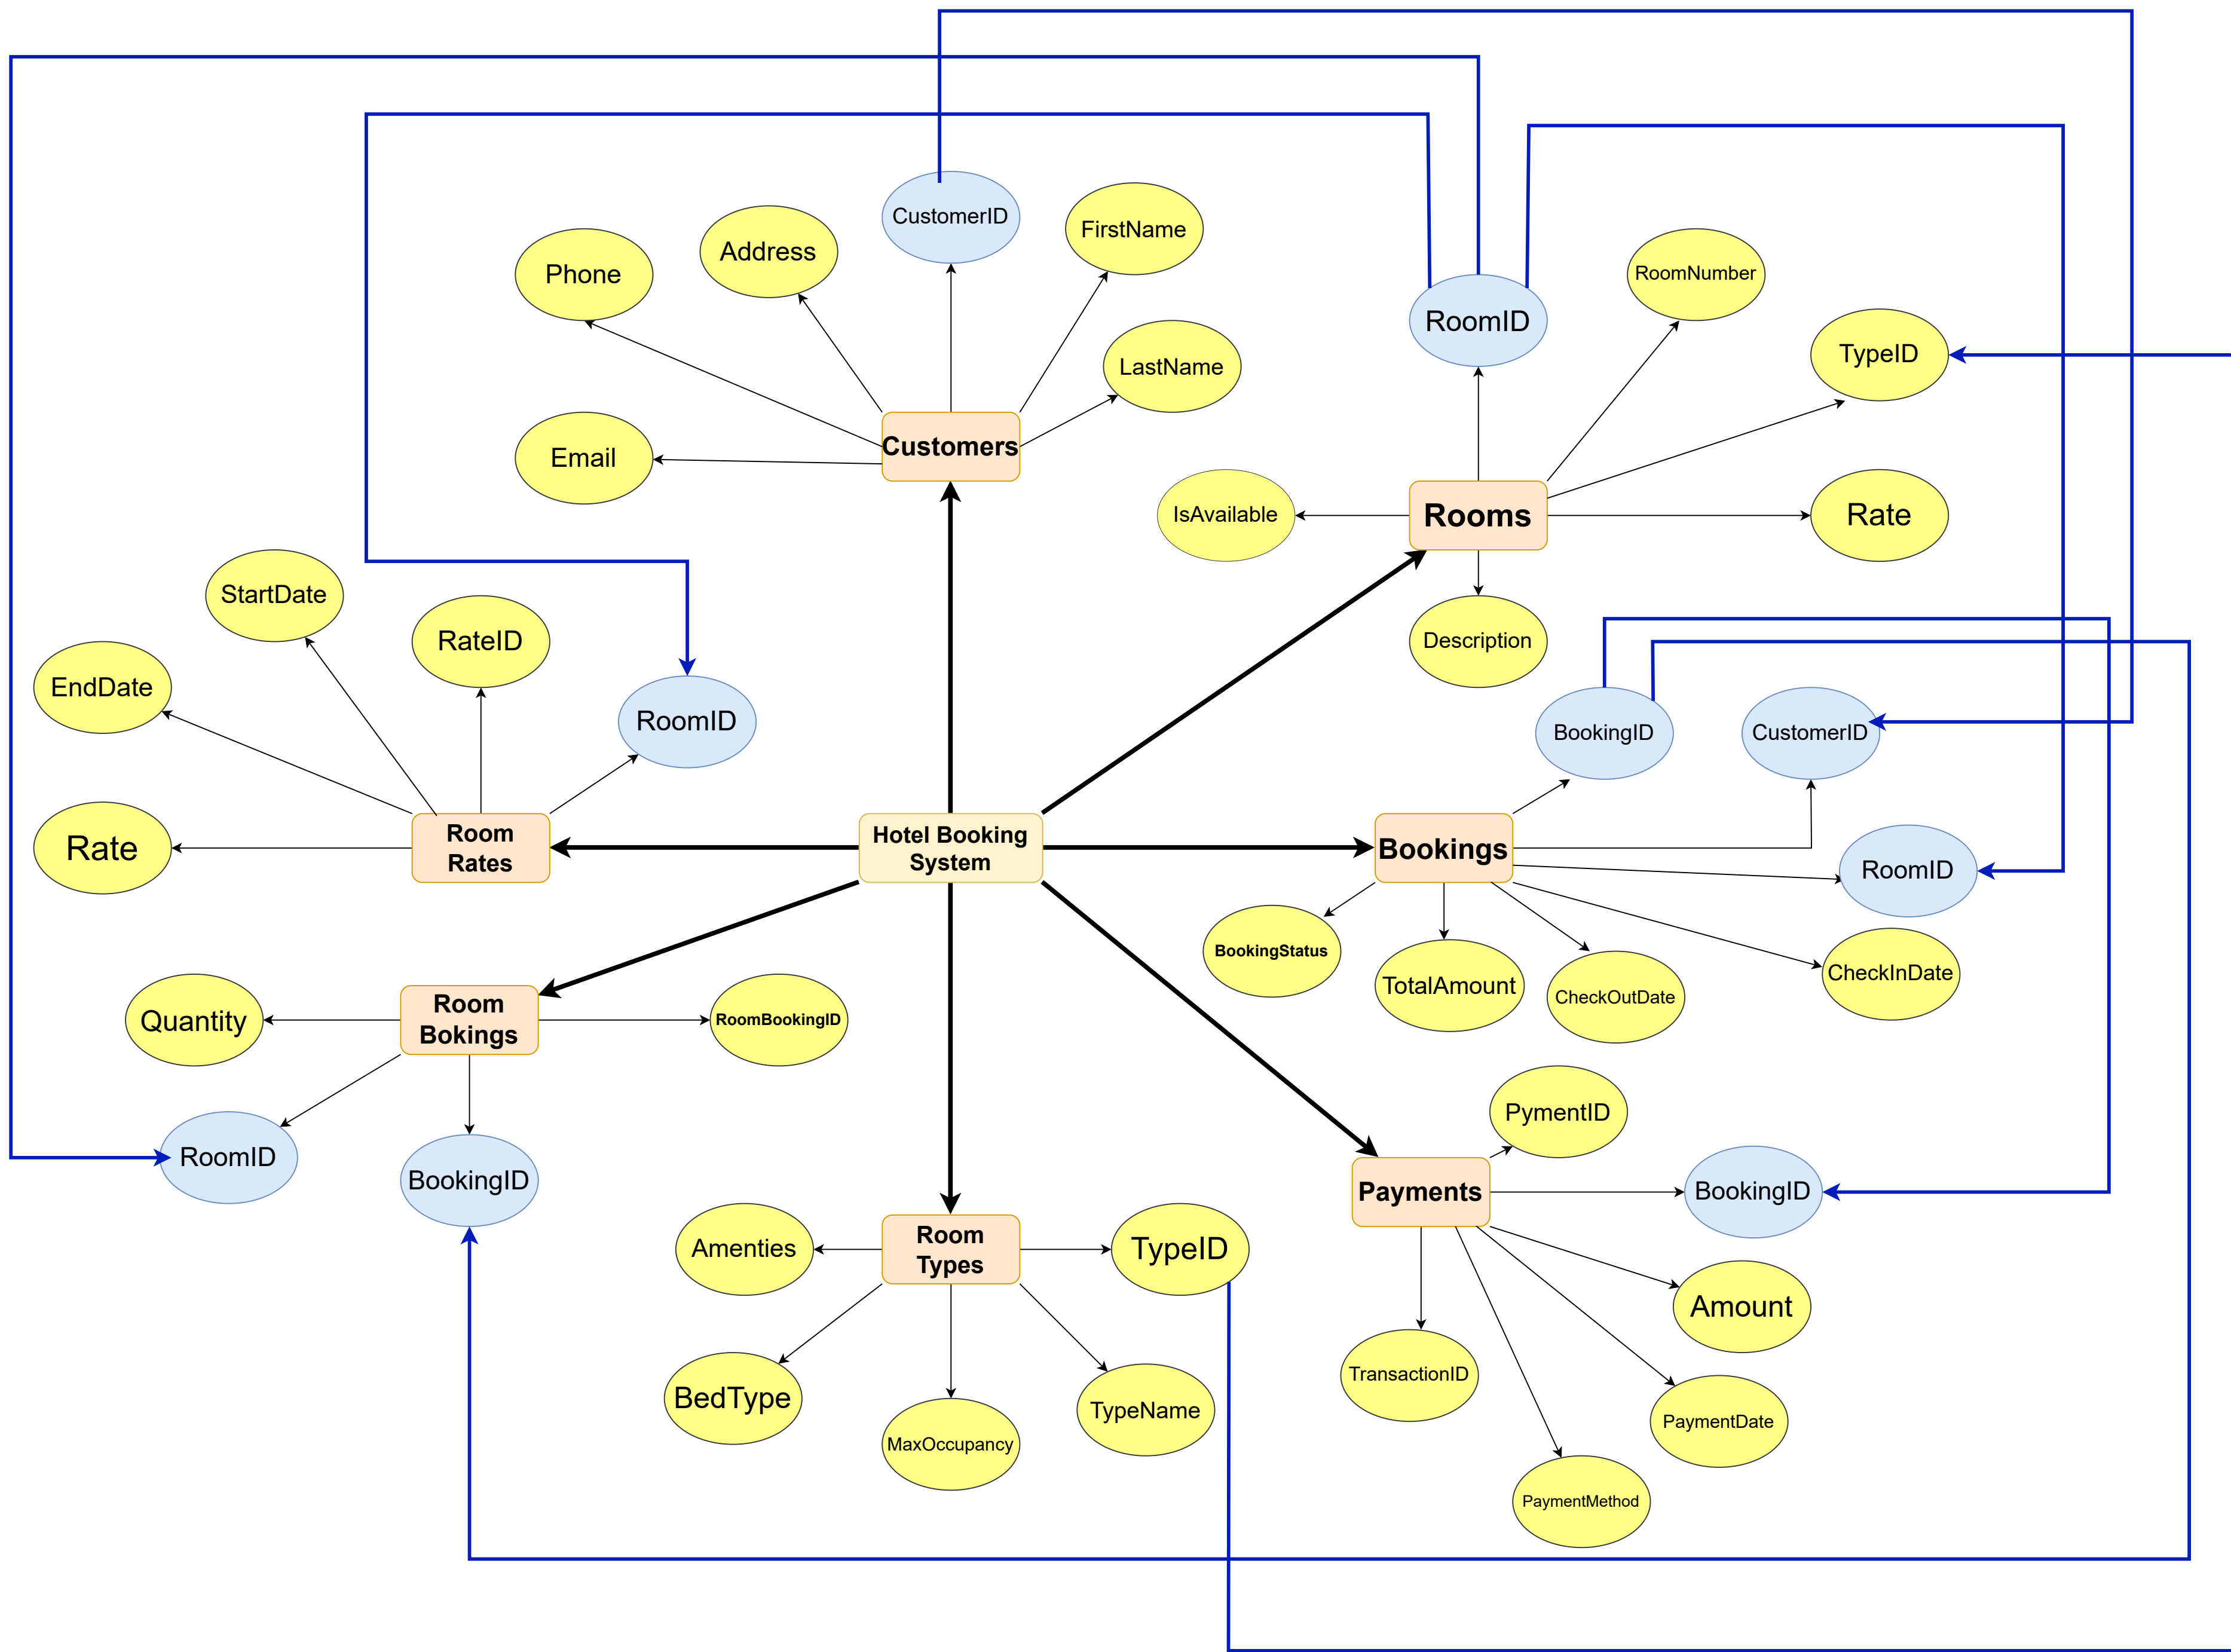 CustomerID
FirstName
Address
Phone
LastName
Customers
Email
RoomID
RoomNumber
TypeID
IsAvailable
Rooms
Rate
Description
StartDate
RateID
EndDate
RoomID
Room
Rates
Rate
Hotel Booking
System
BookingID
CustomerID
Bookings
RoomID
BookingStatus
TotalAmount
CheckOutDate
CheckInDate
Quantity
Room
Bokings
RoomBookingID
RoomID
BookingID
PymentID
Payments
BookingID
Amount
TransactionID
PaymentDate
PaymentMethod
Amenties
Room
Types
TypeID
BedType
MaxOccupancy
TypeName